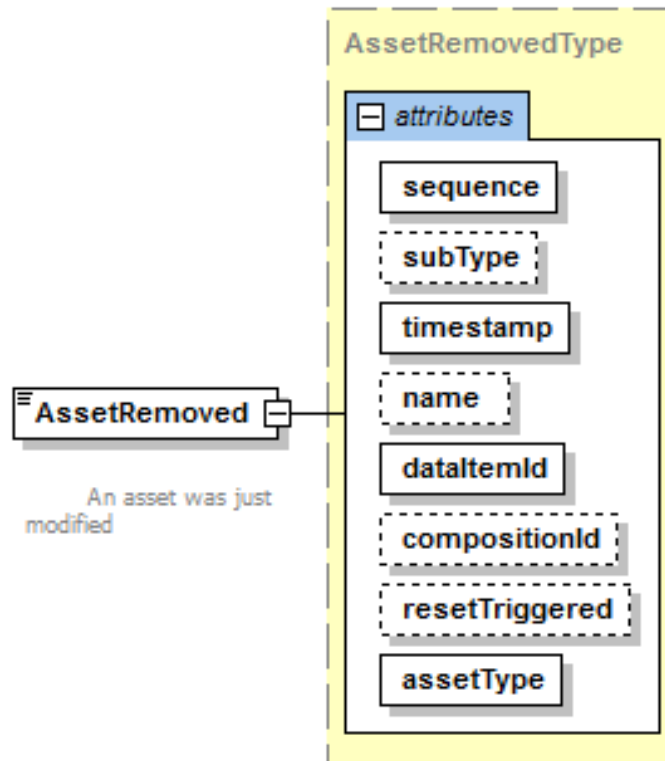 AssetRemovedType
attributes
sequence
subType
timestamp
name
AssetRemoved
dataItemId
An asset was just
modified
compositionId
resetTriggered
assetType